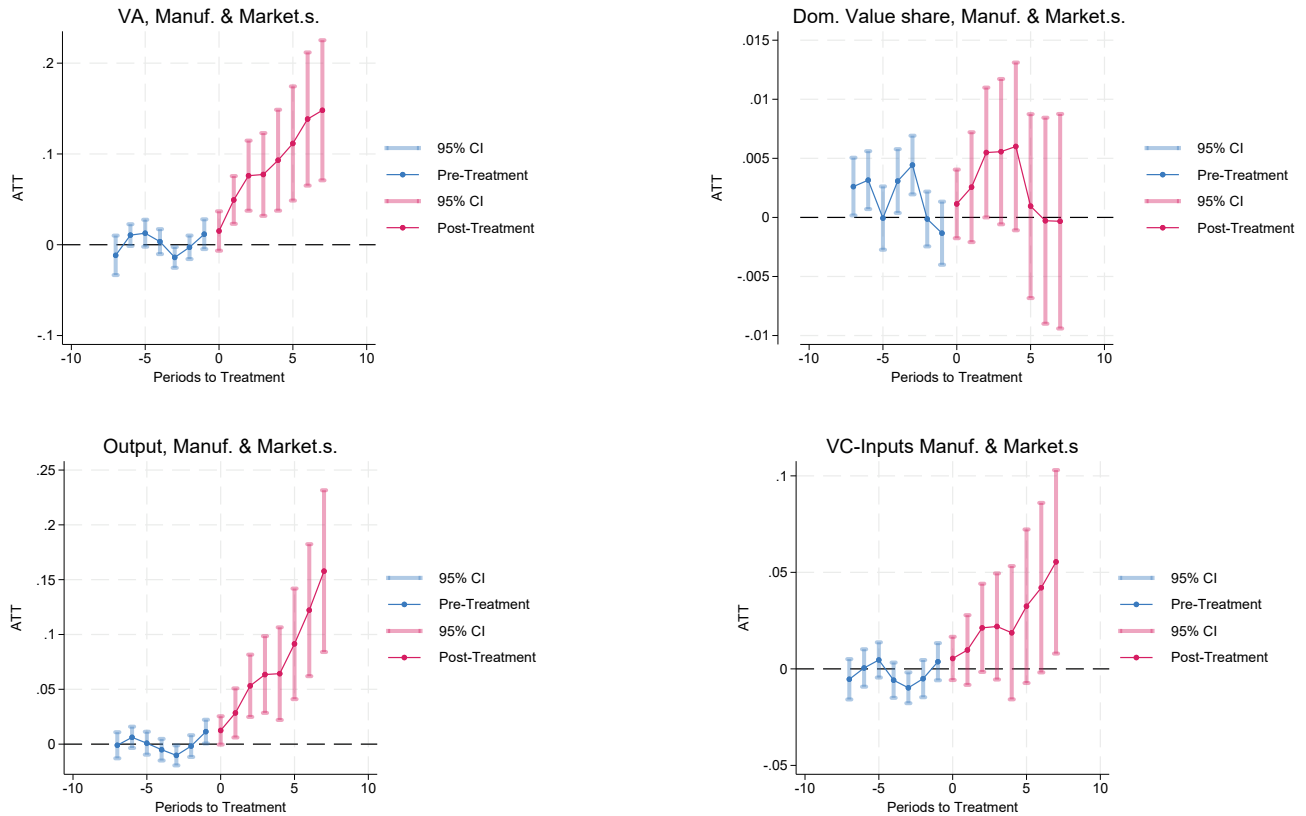 VA, Manuf. & Market.s.
.2
.1
0
-.1
ATT
-10
-5
0
5
10
Periods to Treatment
95% CI
Pre-Treatment
95% CI
Post-Treatment
Dom. Value share, Manuf. & Market.s.
.015
.01
.005
0
-.005
-.01
ATT
-10
-5
0
5
10
Periods to Treatment
95% CI
Pre-Treatment
95% CI
Post-Treatment
Output, Manuf. & Market.s.
.25
.2
.15
.1
.05
0
ATT
-10
-5
0
5
10
Periods to Treatment
95% CI
Pre-Treatment
95% CI
Post-Treatment
VC-Inputs Manuf. & Market.s
.1
.05
0
-.05
ATT
-10
-5
0
5
10
Periods to Treatment
95% CI
Pre-Treatment
95% CI
Post-Treatment